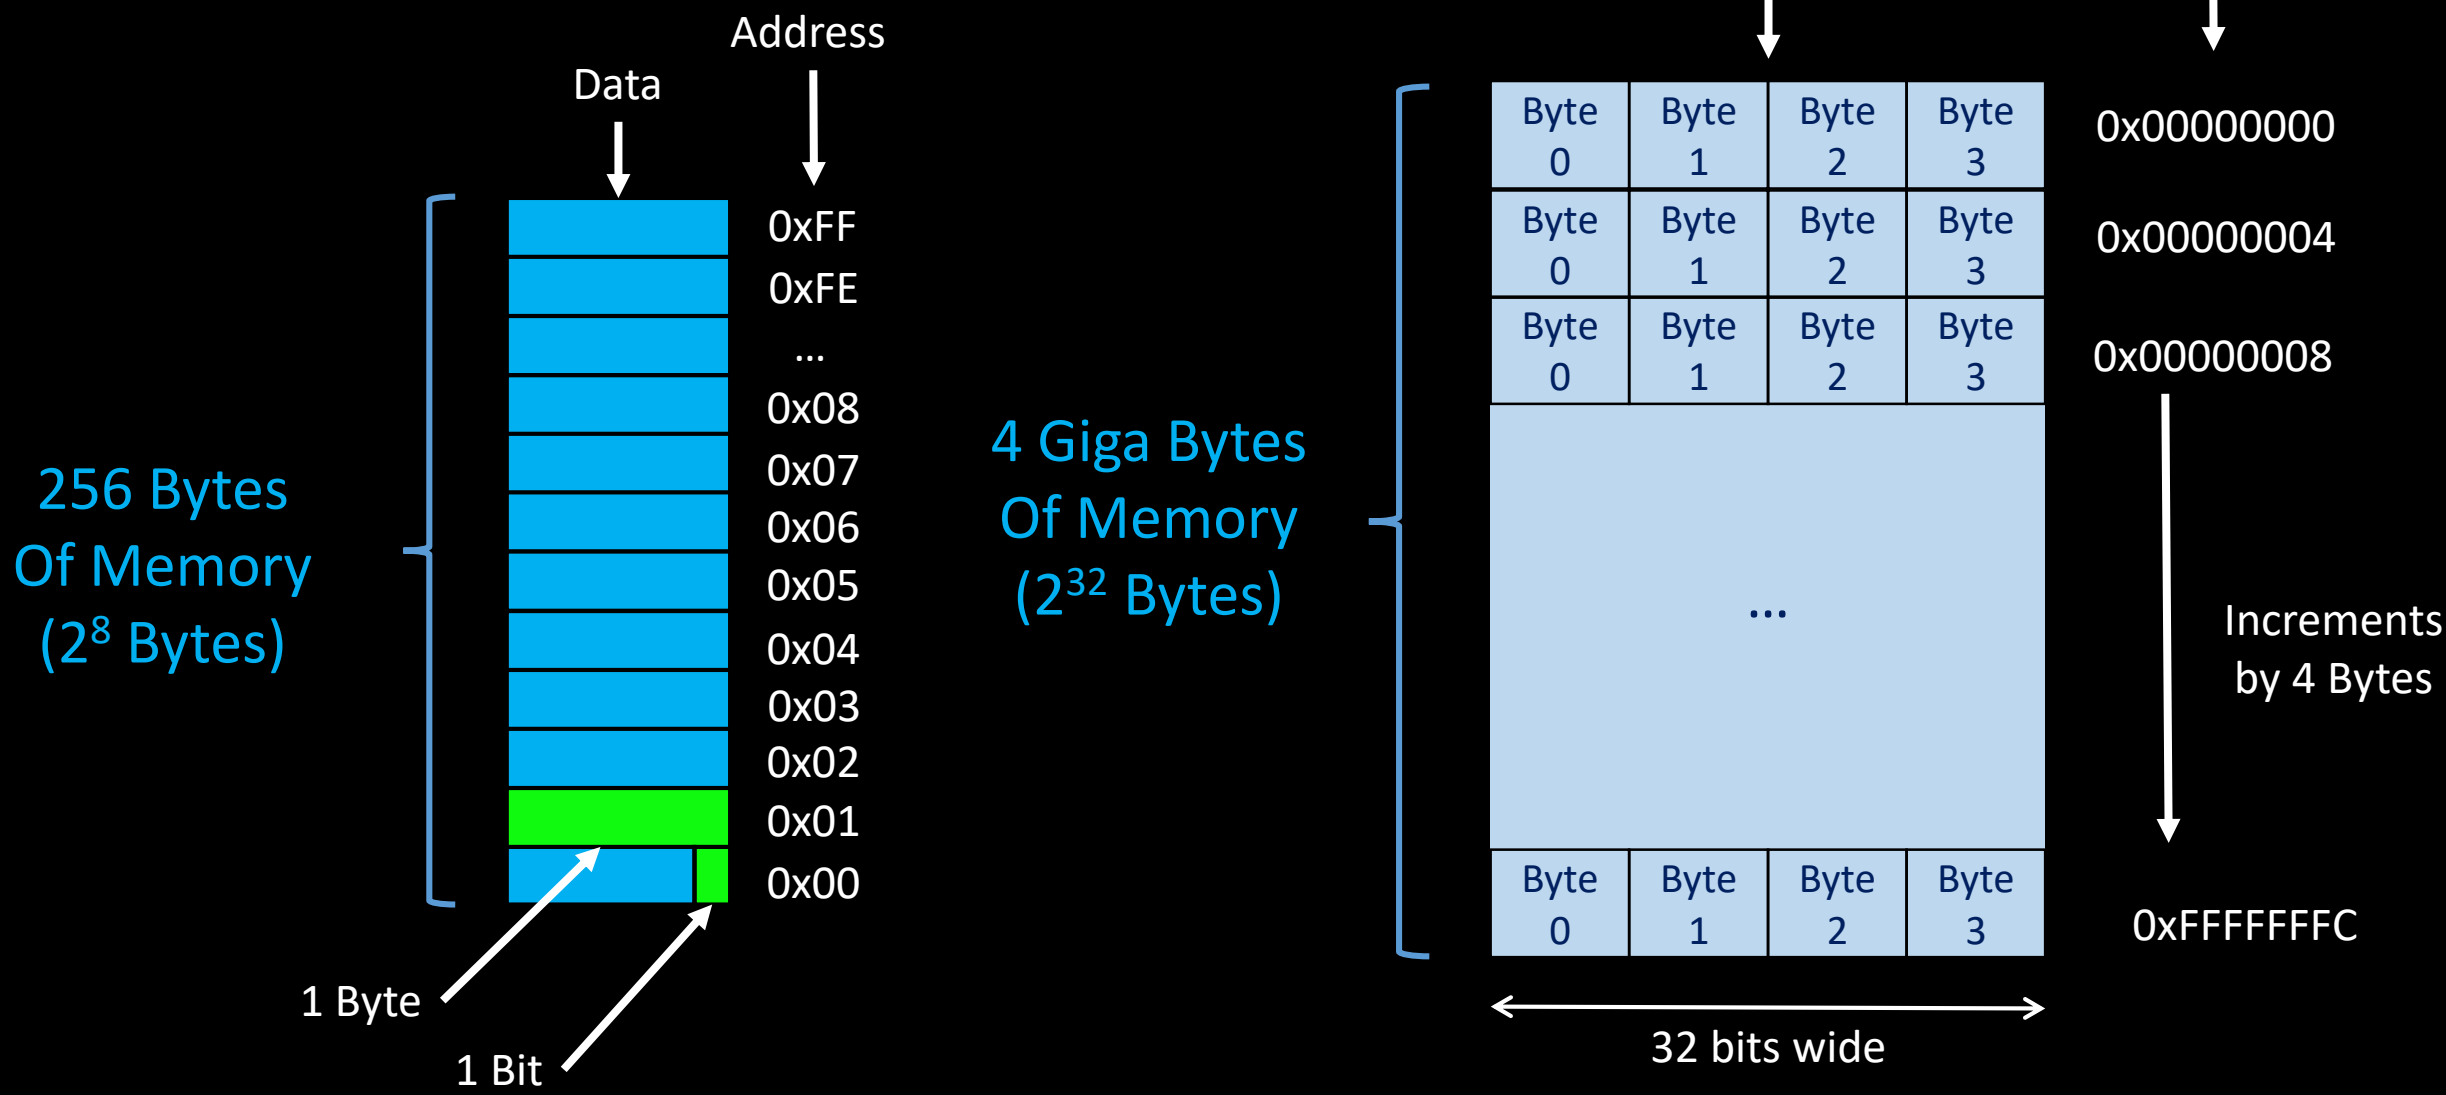 Address
Data
0xFF
0xFE
...
0x08
0x07
0x06
0x05
0x04
0x03
0x02
0x01
0x00
256 Bytes
Of Memory
(2⁸ Bytes)
1 Byte
1 Bit
4 Giga Bytes
Of Memory
(2³² Bytes)
Byte 0 Byte 1 Byte 2 Byte 3 0x00000000
Byte 0 Byte 1 Byte 2 Byte 3 0x00000004
Byte 0 Byte 1 Byte 2 Byte 3 0x00000008
...
Increments
by 4 Bytes
Byte 0 Byte 1 Byte 2 Byte 3 0xFFFFFFFC
32 bits wide